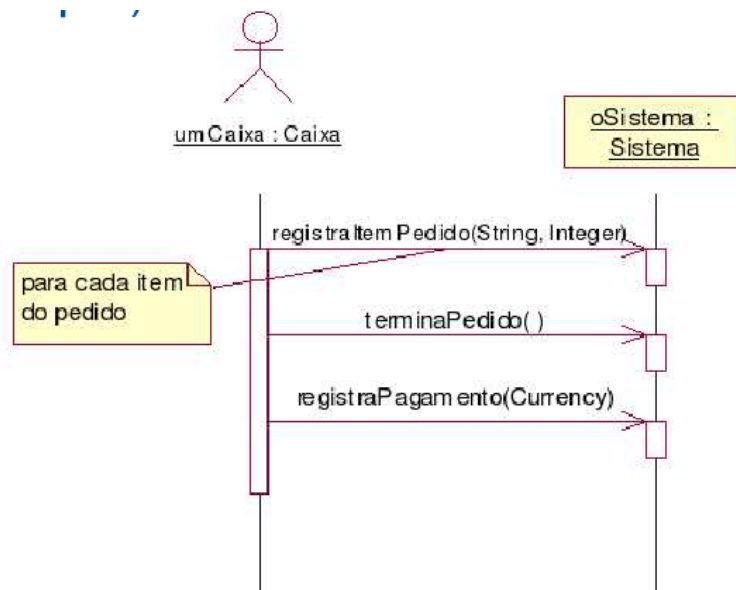 umCaixa : Caixa
oSistema :
Sistema
registraItemPedido(String, Integer)
para cada item
do pedido
terminaPedido( )
registraPagamento(Currency)